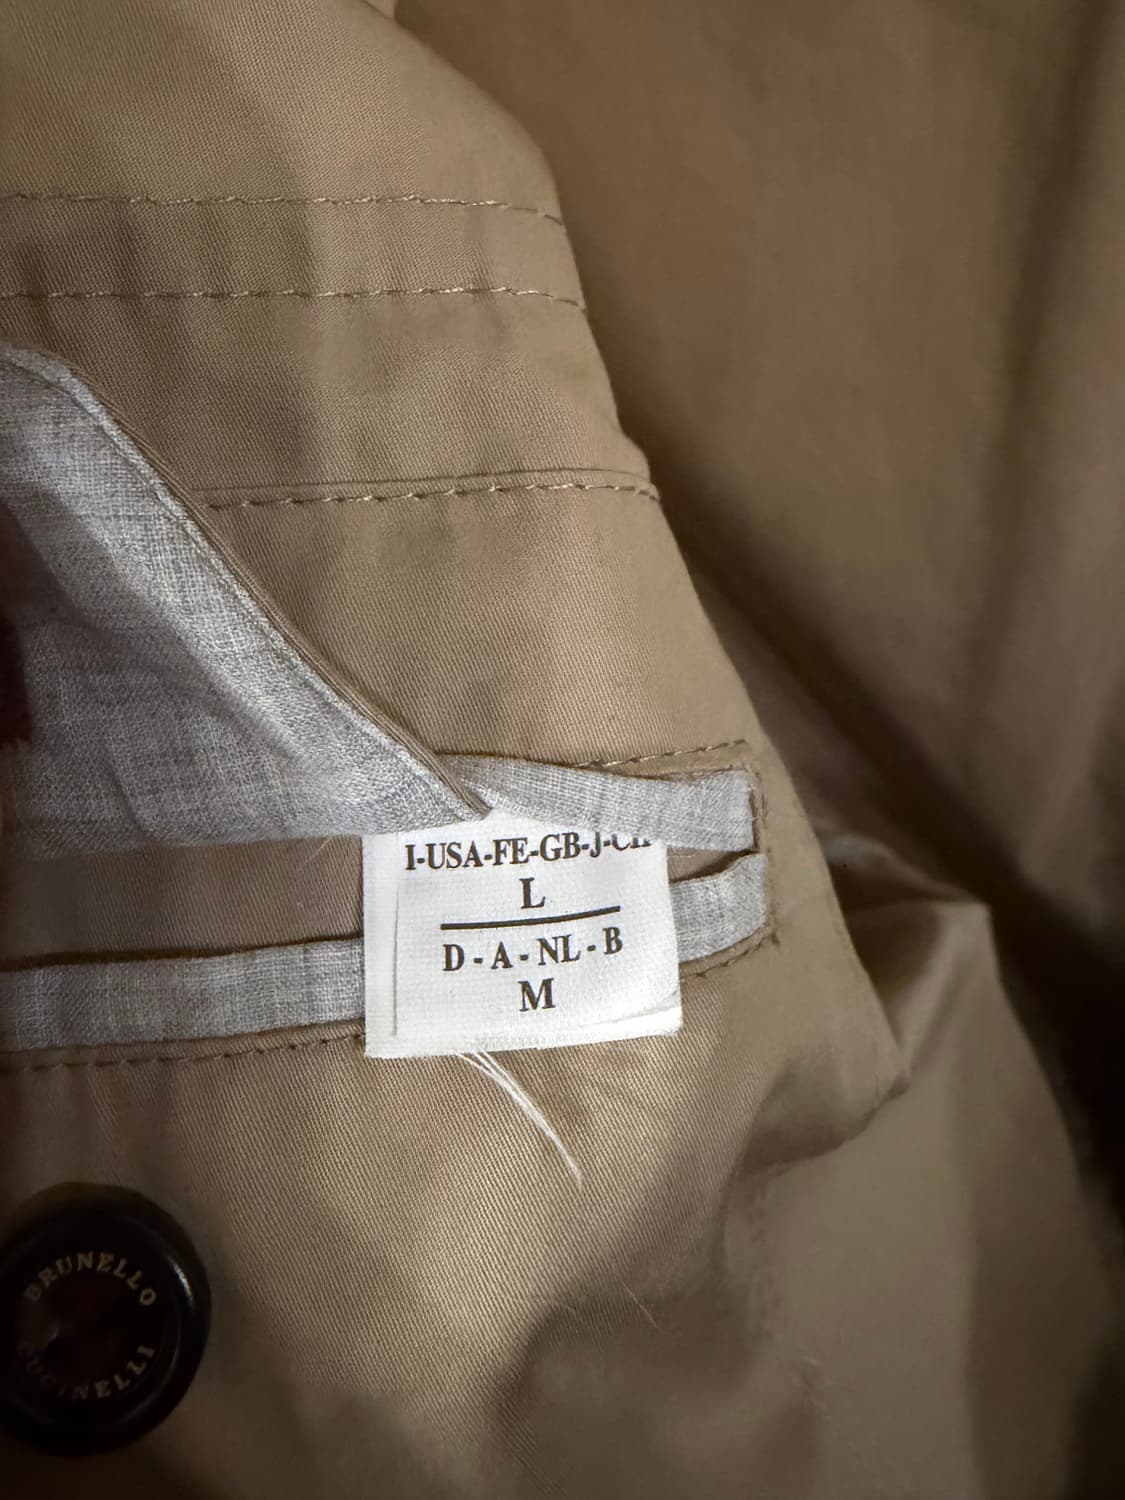 I-USA-FE-GB-J-CH
L
D - A - NL - B
M
BRUNELLO
CUCINELLI